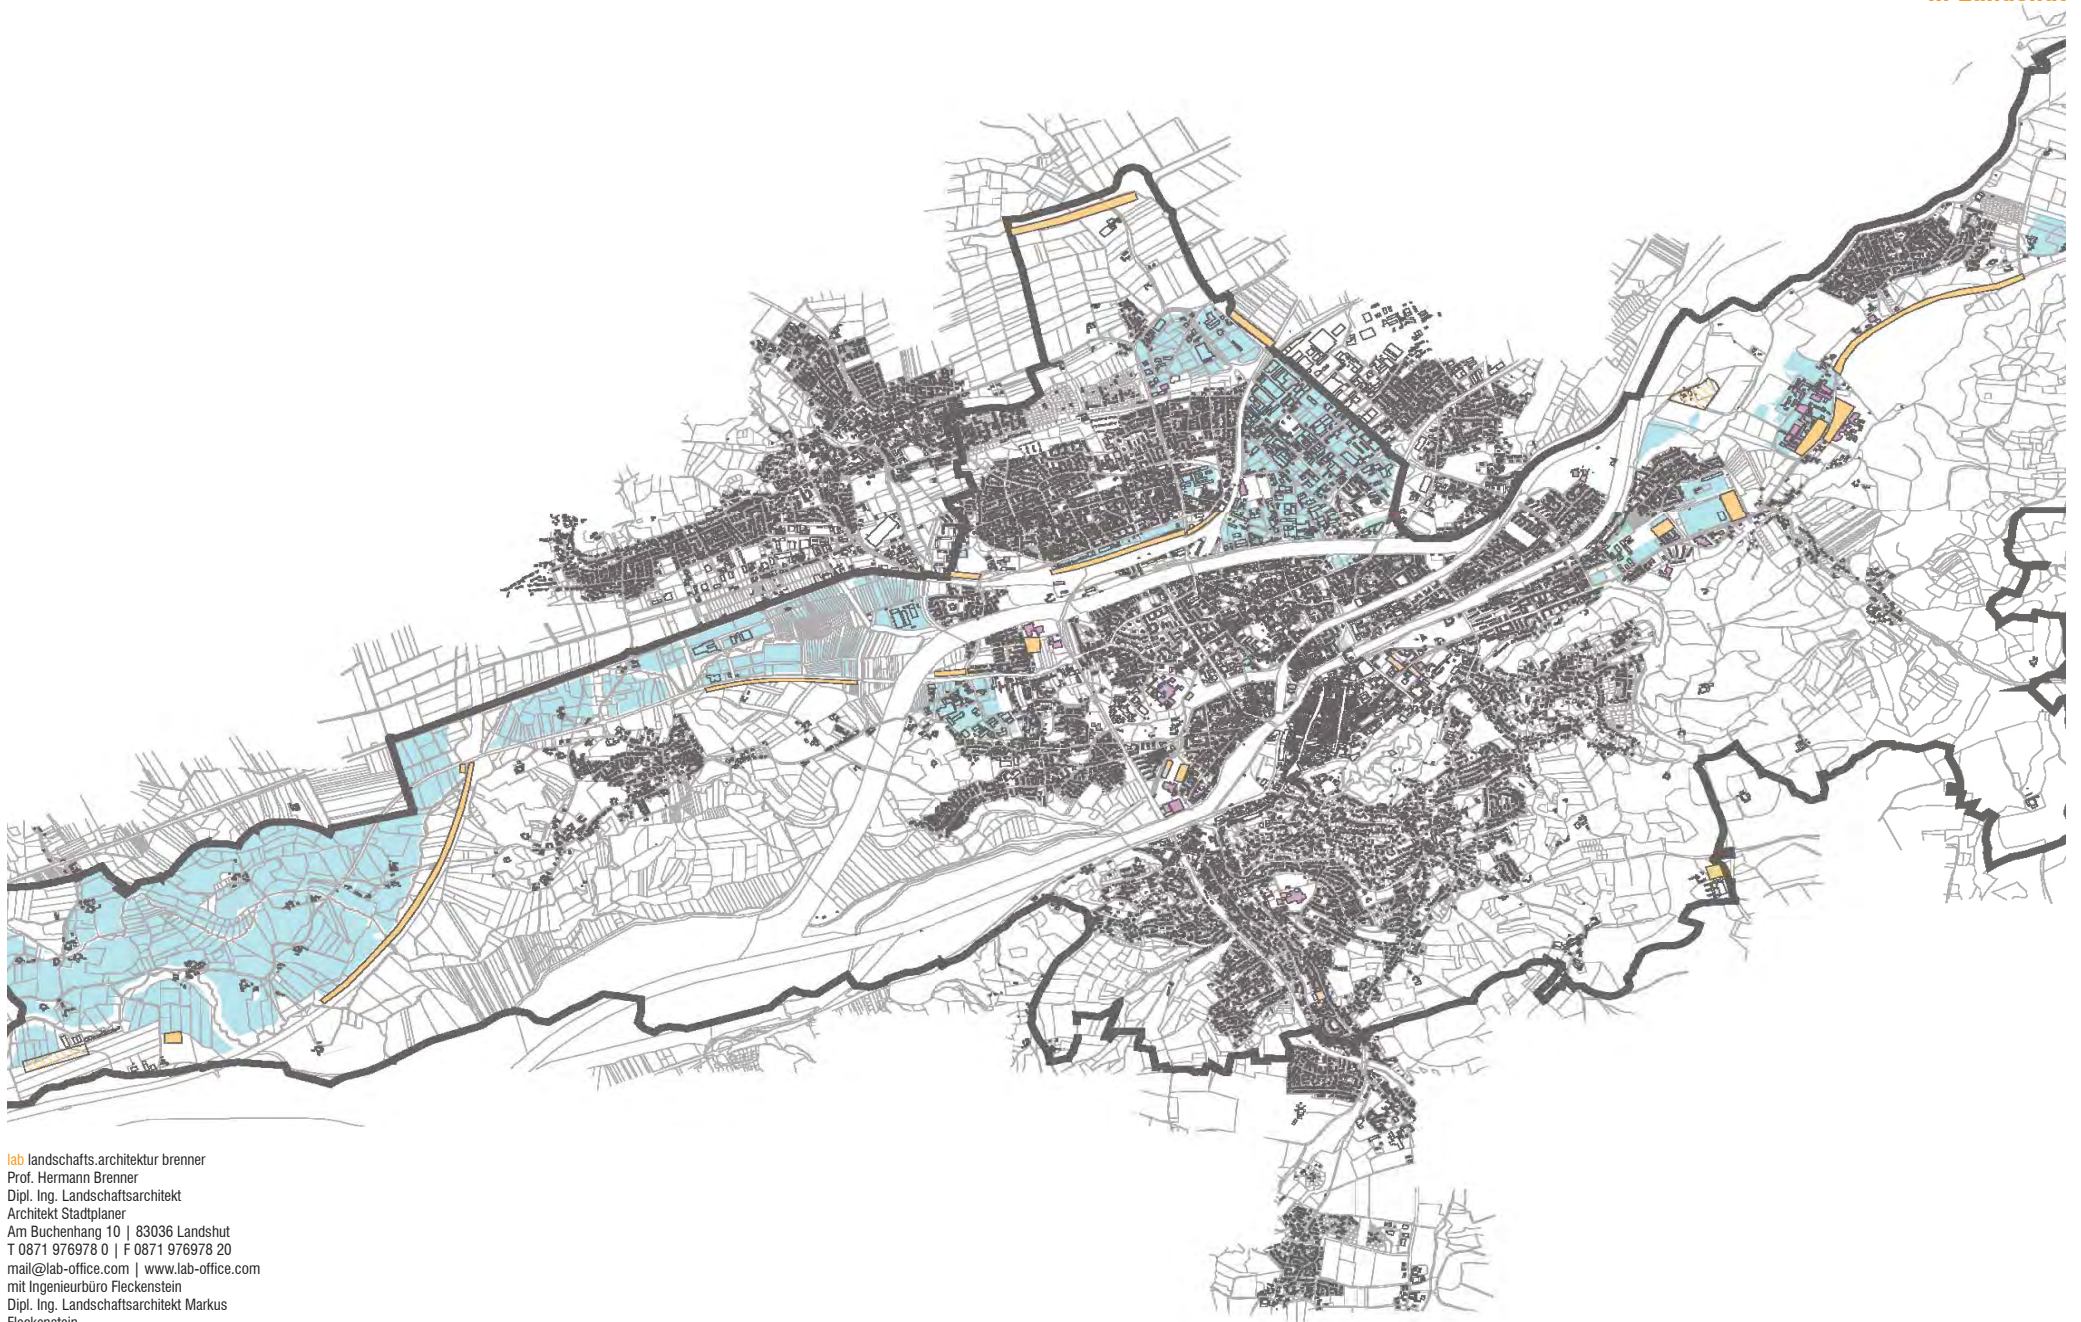 lab landschafts.architektur brenner
Prof. Hermann Brenner
Dipl. Ing. Landschaftsarchitekt
Architekt Stadtplaner
Am Buchenhang 10 | 83036 Landshut
T 0871 976978 0 | F 0871 976978 20
mail@lab-office.com | www.lab-office.com
mit Ingenieurbüro Fleckenstein
Dipl. Ing. Landschaftsarchitekt Markus